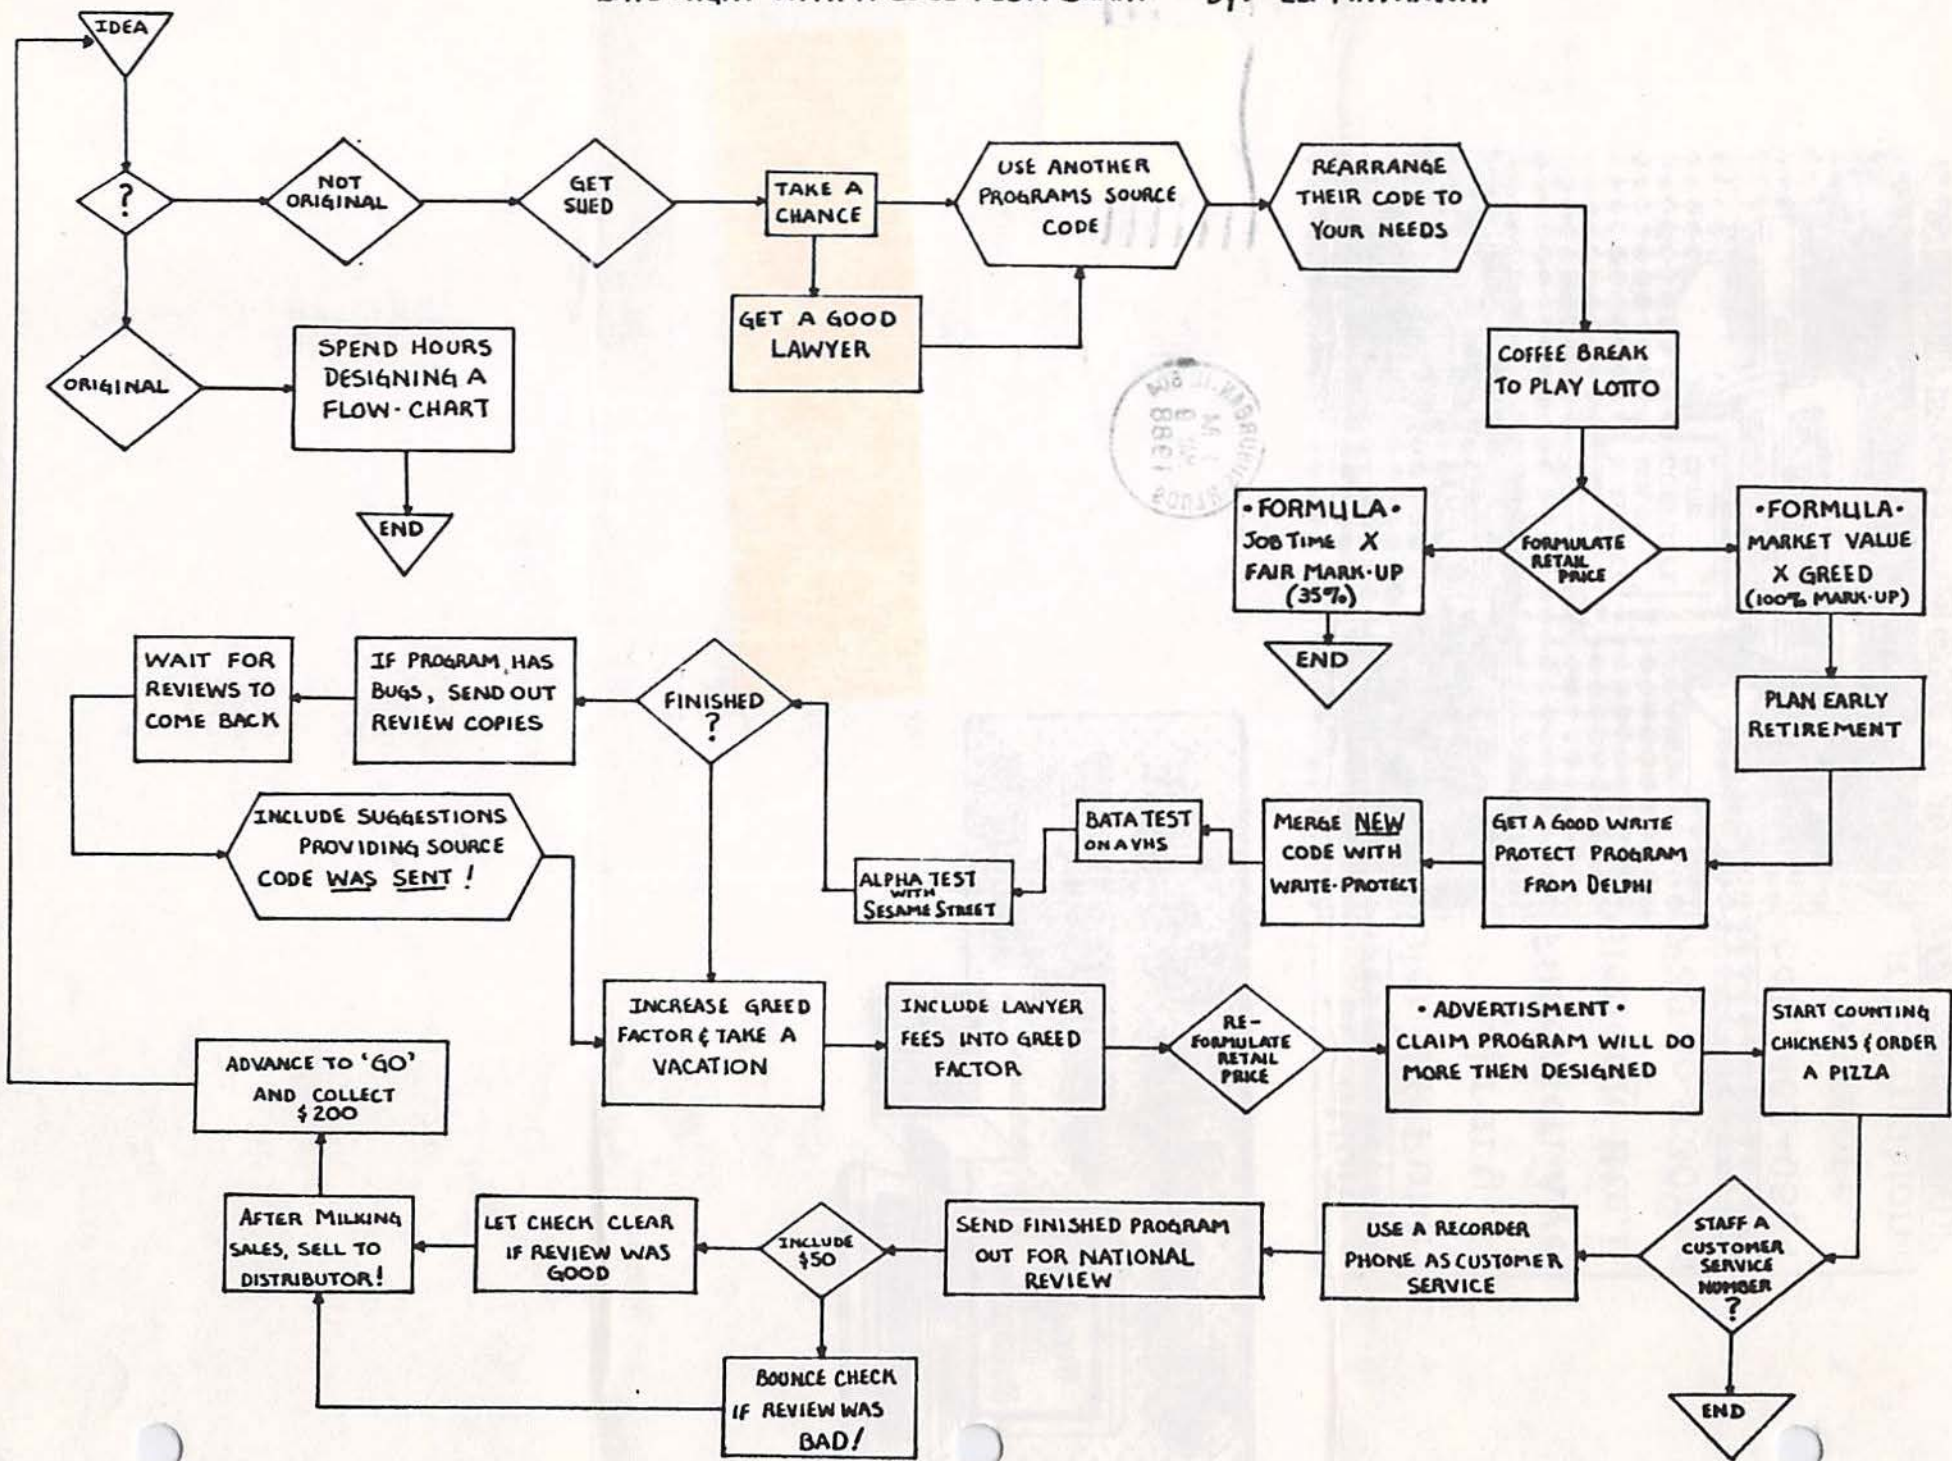 IDEA
?
NOT
ORIGINAL
GET
SUED
TAKE A
CHANCE
USE ANOTHER
PROGRAMS SOURCE
CODE
REARRANGE
THEIR CODE TO
YOUR NEEDS
GET A GOOD
LAWYER
ORIGINAL
SPEND HOURS
DESIGNING A
FLOW-CHART
END
COFFEE BREAK
TO PLAY LOTTO
• FORMULA •
JOB TIME X
FAIR MARK-UP
(35%)
FORMULATE
RETAIL
PRICE
• FORMULA •
MARKET VALUE
X GREED
(100% MARK-UP)
END
PLAN EARLY
RETIREMENT
WAIT FOR
REVIEWS TO
COME BACK
IF PROGRAM HAS
BUGS, SEND OUT
REVIEW COPIES
FINISHED
?
INCLUDE SUGGESTIONS
PROVIDING SOURCE
CODE WAS SENT!
ALPHA TEST
WITH
SESAME STREET
BATA TEST
ON A VHS
MERGE NEW
CODE WITH
WRITE-PROTECT
GET A GOOD WRITE
PROTECT PROGRAM
FROM DELPHI
INCREASE GREED
FACTOR & TAKE A
VACATION
INCLUDE LAWYER
FEES INTO GREED
FACTOR
RE-
FORMULATE
RETAIL
PRICE
• ADVERTISMENT •
CLAIM PROGRAM WILL DO
MORE THEN DESIGNED
START COUNTING
CHICKENS & ORDER
A PIZZA
ADVANCE TO 'GO'
AND COLLECT
$200
AFTER MILKING
SALES, SELL TO
DISTRIBUTOR!
LET CHECK CLEAR
IF REVIEW WAS
GOOD
INCLUDE
$50
SEND FINISHED PROGRAM
OUT FOR NATIONAL
REVIEW
USE A RECORDER
PHONE AS CUSTOMER
SERVICE
STAFF A
CUSTOMER
SERVICE
NUMBER
?
BOUNCE CHECK
IF REVIEW WAS
BAD!
END
1988